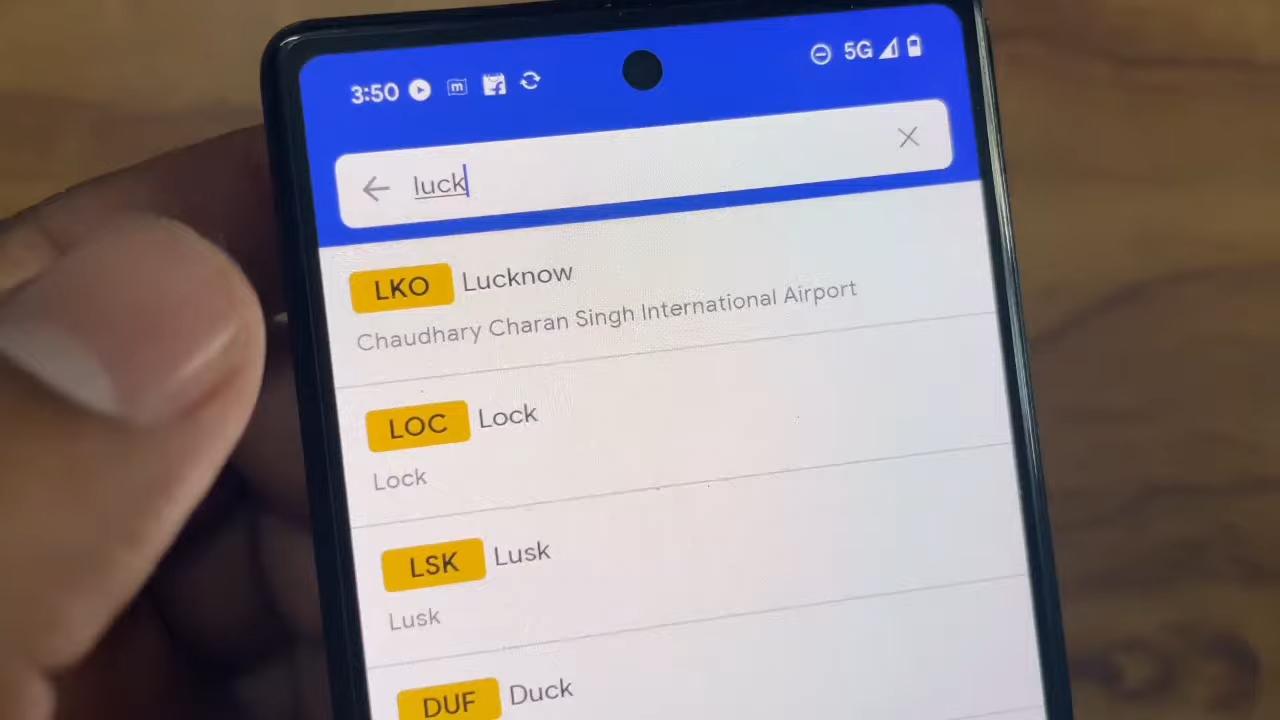 3:50 m 5G
luck
LKO Lucknow
Chaudhary Charan Singh International Airport
LOC Lock
Lock
LSK Lusk
Lusk
DUF Duck